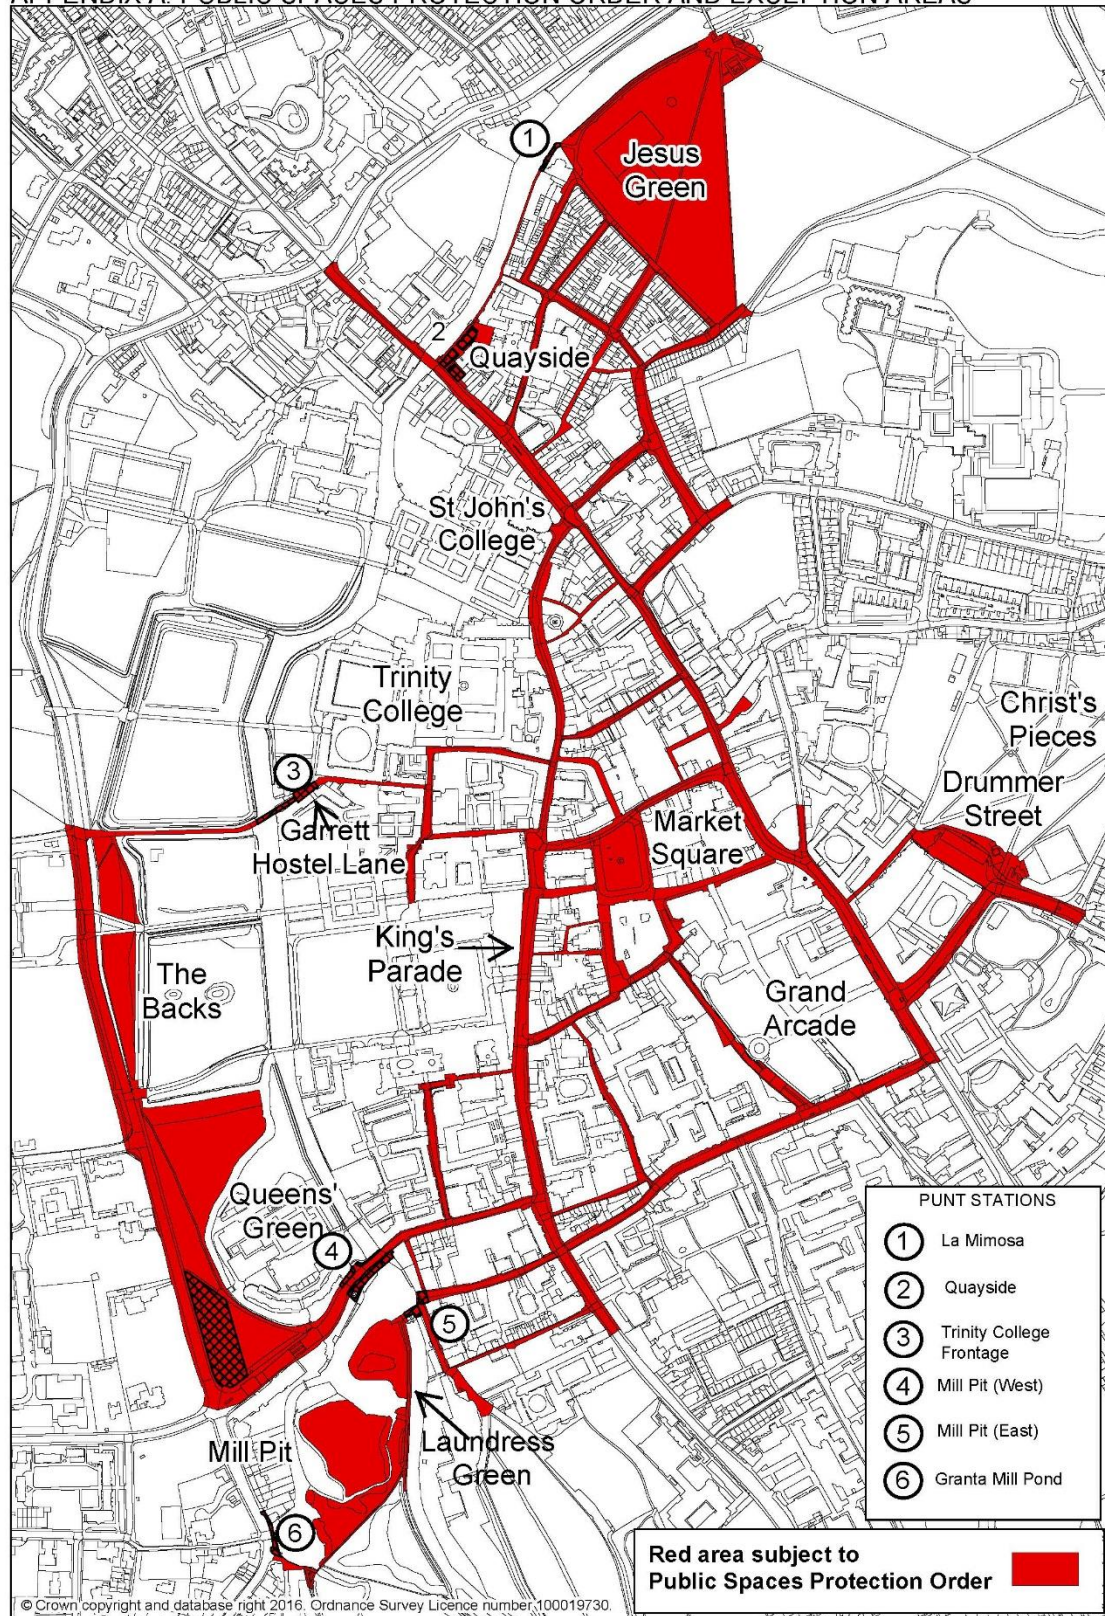 APPENDIX A: PUBLIC SPACES PROTECTION ORDER AND EXCEPTION AREAS
1
Jesus
Green
2
Quayside
St John's
College
Trinity
College
Christ's
Pieces
3
Drummer
Street
Garrett
Hostel Lane
Market
Square
King's
Parade
The
Backs
Grand
Arcade
Queens'
Green
4
5
Mill Pit
Laundress
Green
6
PUNT STATIONS
1 La Mimosa
2 Quayside
3 Trinity College
Frontage
4 Mill Pit (West)
5 Mill Pit (East)
6 Granta Mill Pond
Red area subject to
Public Spaces Protection Order
© Crown copyright and database right 2016. Ordnance Survey Licence number 100019730.